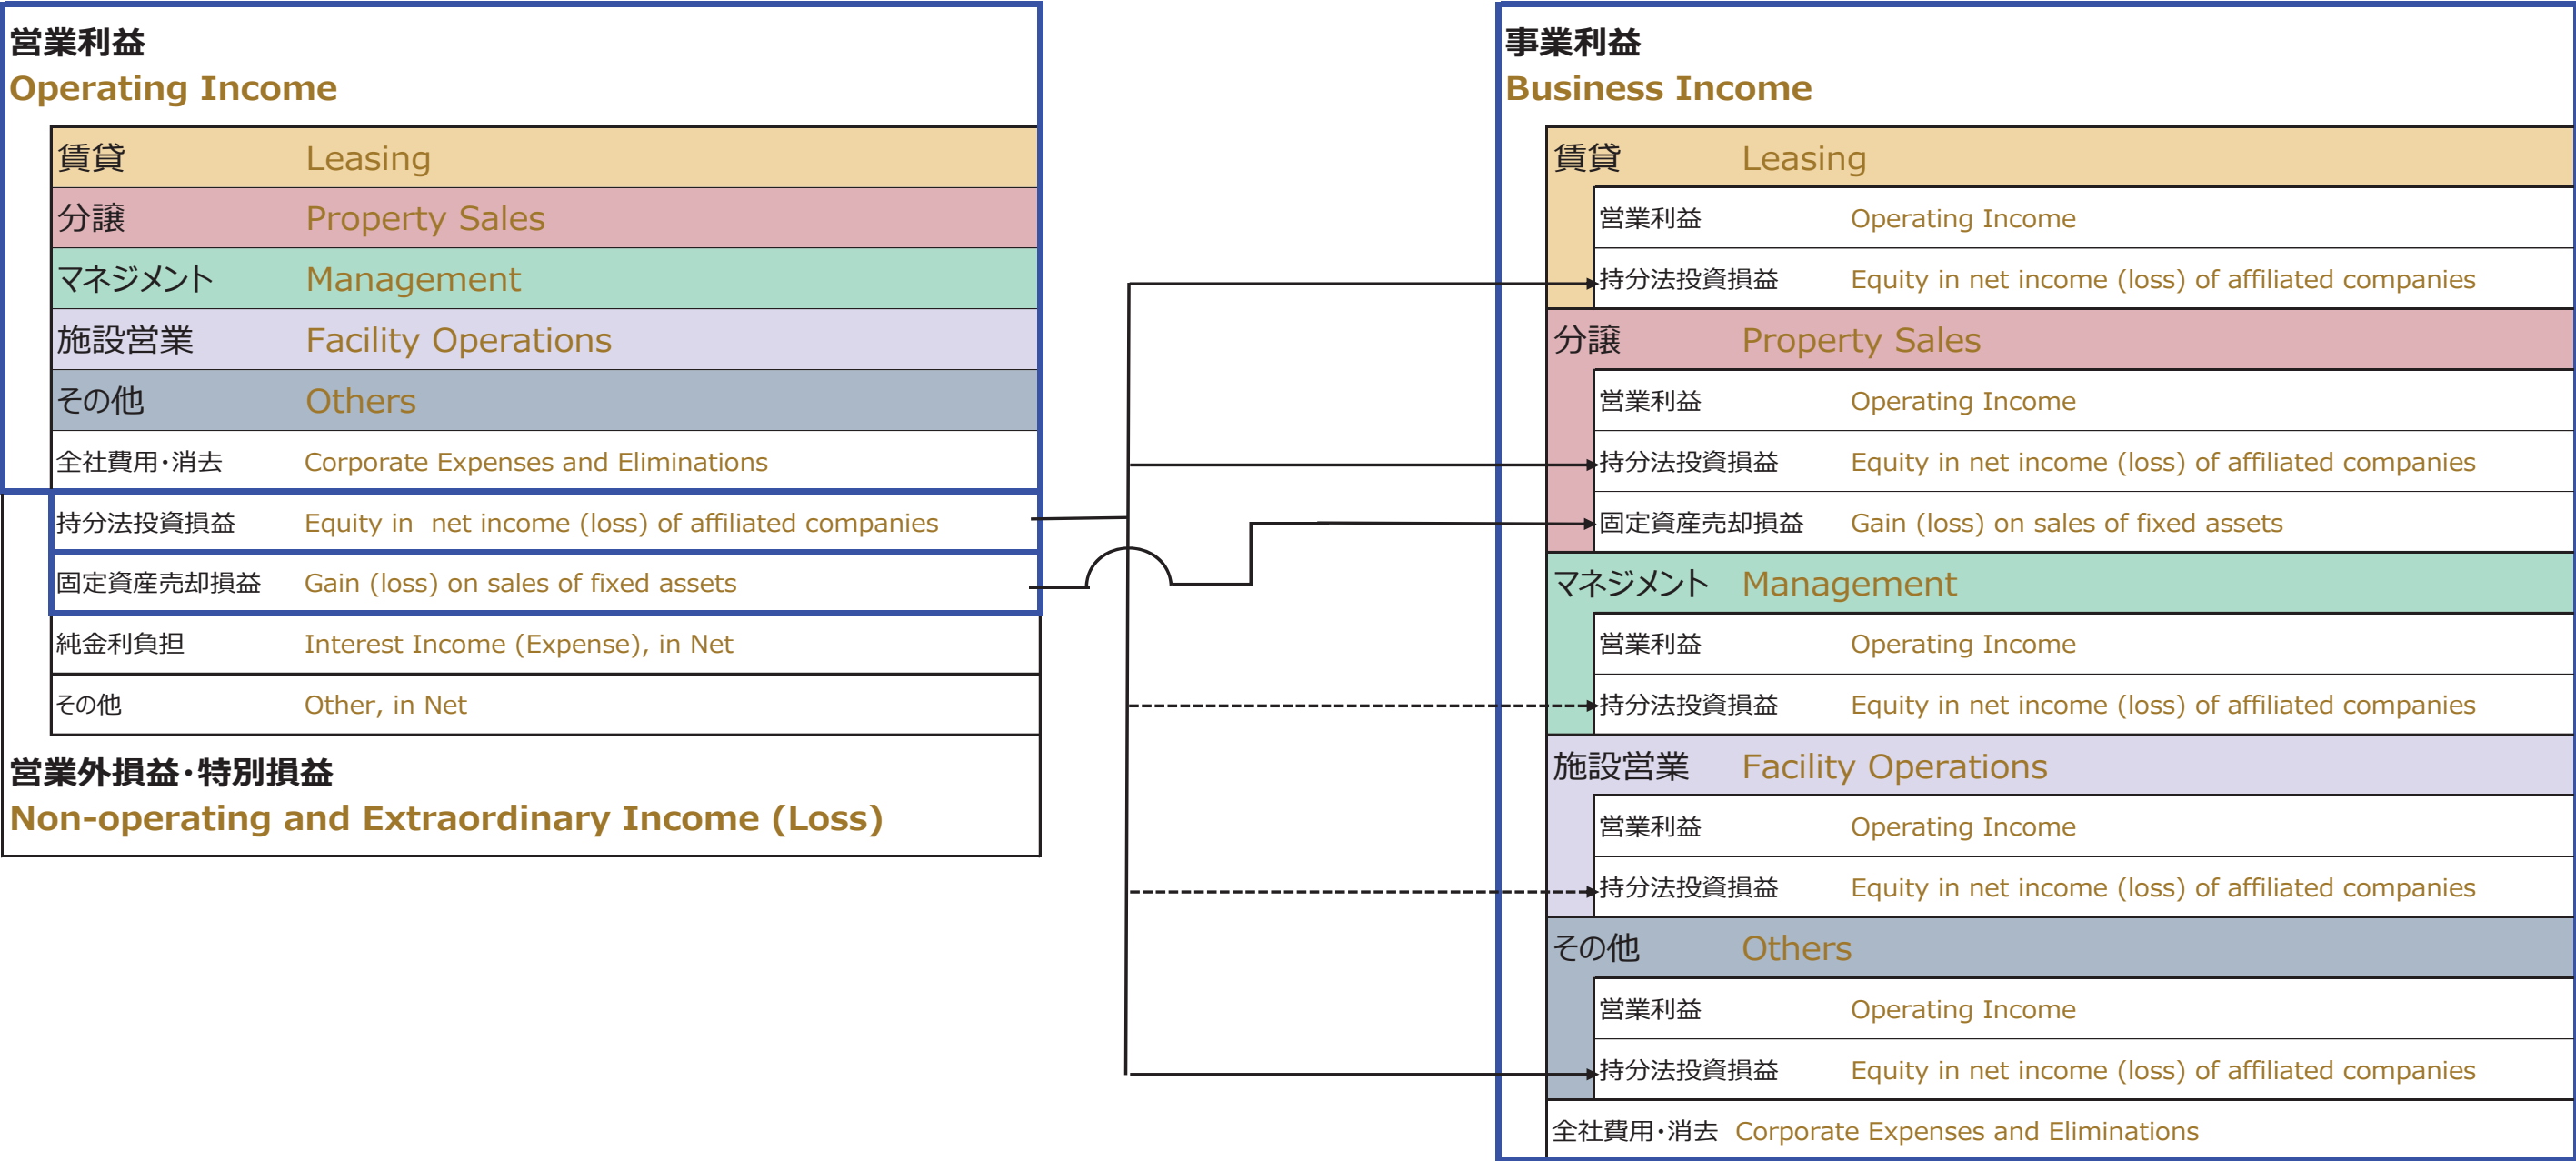 営業利益
Operating Income
賃貸 Leasing
分譲 Property Sales
マネジメント Management
施設営業 Facility Operations
その他 Others
全社費用・消去 Corporate Expenses and Eliminations
持分法投資損益 Equity in net income (loss) of affiliated companies
固定資産売却損益 Gain (loss) on sales of fixed assets
純金利負担 Interest Income (Expense), in Net
その他 Other, in Net
営業外損益・特別損益
Non-operating and Extraordinary Income (Loss)
事業利益
Business Income
賃貸 Leasing
営業利益 Operating Income
持分法投資損益 Equity in net income (loss) of affiliated companies
分譲 Property Sales
営業利益 Operating Income
持分法投資損益 Equity in net income (loss) of affiliated companies
固定資産売却損益 Gain (loss) on sales of fixed assets
マネジメント Management
営業利益 Operating Income
持分法投資損益 Equity in net income (loss) of affiliated companies
施設営業 Facility Operations
営業利益 Operating Income
持分法投資損益 Equity in net income (loss) of affiliated companies
その他 Others
営業利益 Operating Income
持分法投資損益 Equity in net income (loss) of affiliated companies
全社費用・消去 Corporate Expenses and Eliminations